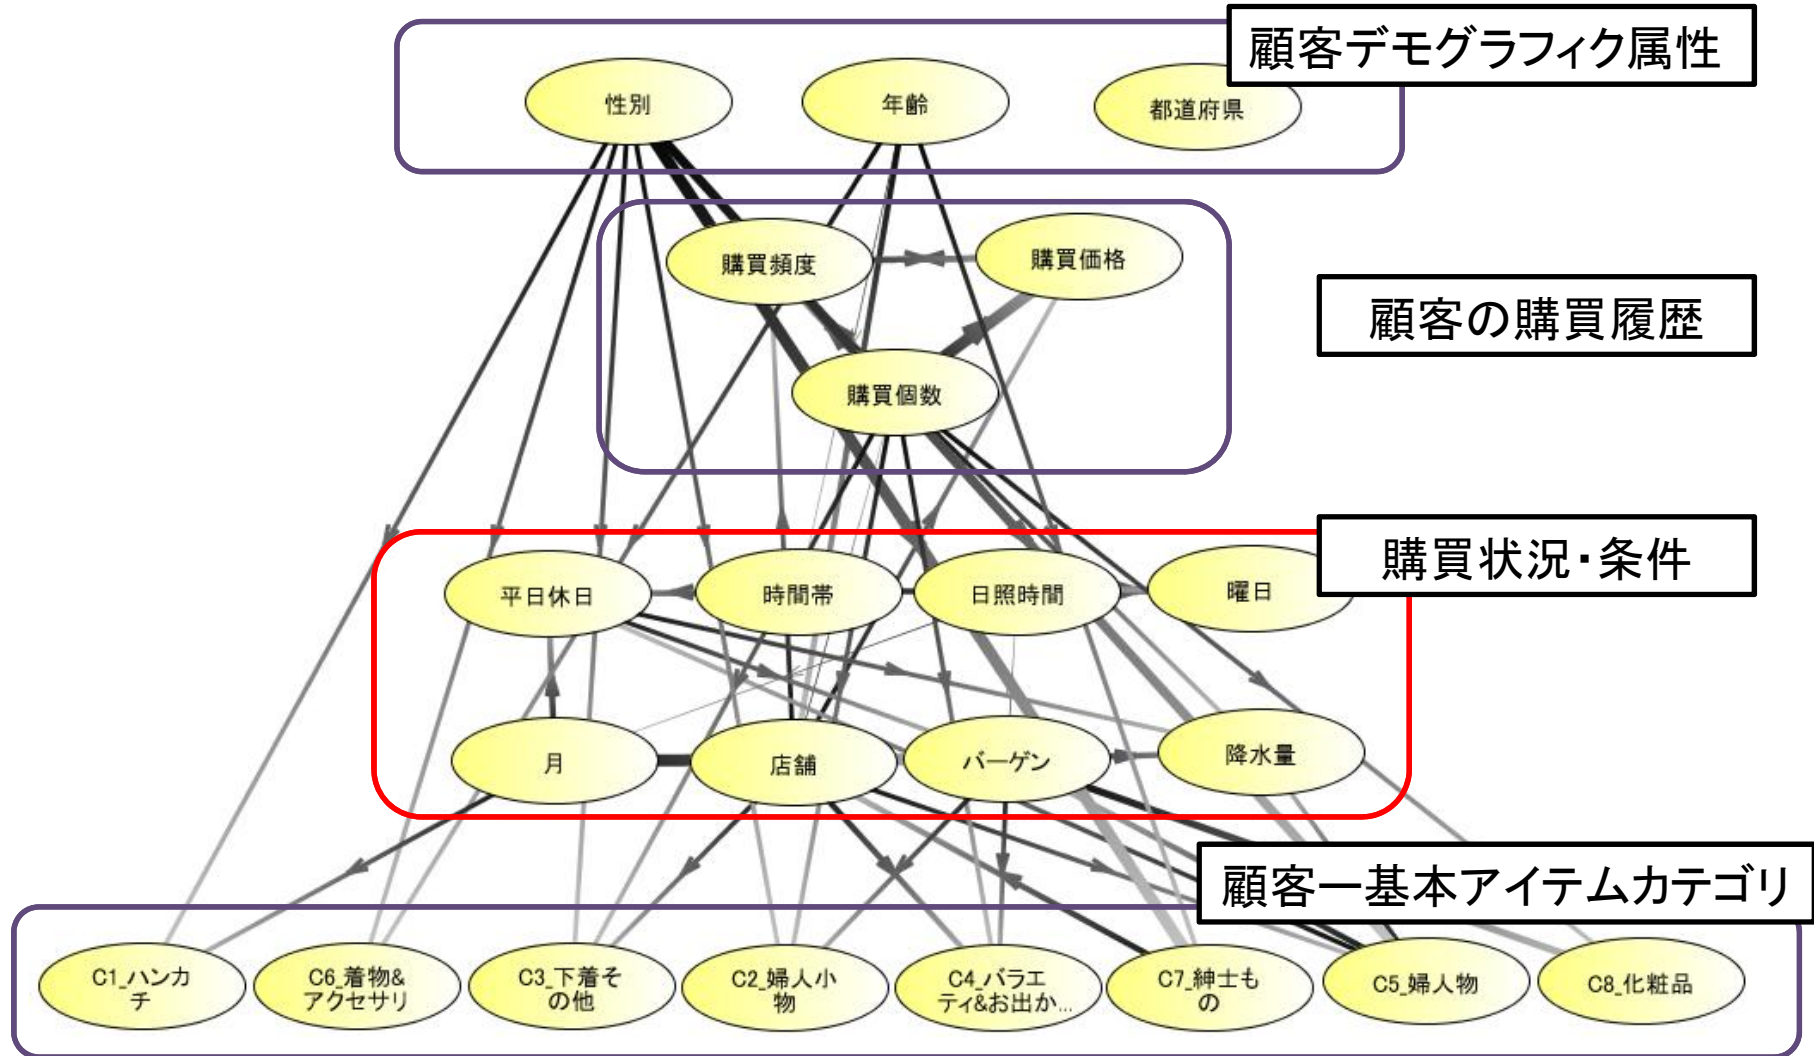 顧客デモグラフィク属性
性別
年齢
都道府県
購買頻度
購買価格
顧客の購買履歴
購買個数
購買状況・条件
平日休日
時間帯
日照時間
曜日
月
店舗
バーゲン
降水量
顧客ー基本アイテムカテゴリ
C1_ハンカ
チ
C6_着物&
アクセサリ
C3_下着そ
の他
C2_婦人小
物
C4_バラエ
ティ&お出か...
C7_紳士も
の
C5_婦人物
C8_化粧品